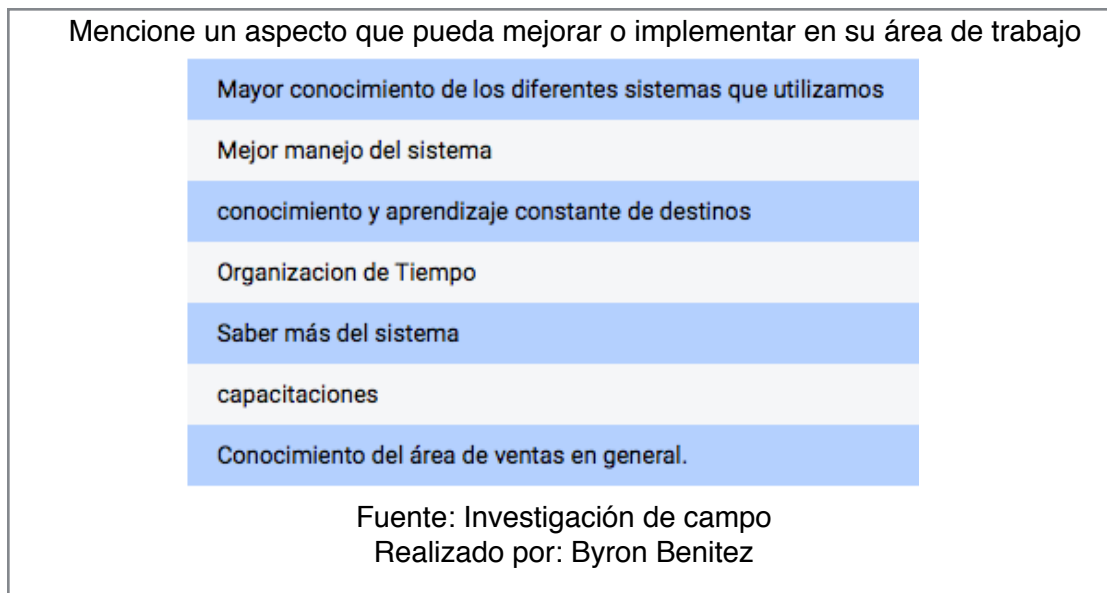 Mencione un aspecto que pueda mejorar o implementar en su área de trabajo
Mayor conocimiento de los diferentes sistemas que utilizamos
Mejor manejo del sistema
conocimiento y aprendizaje constante de destinos
Organizacion de Tiempo
Saber más del sistema
capacitaciones
Conocimiento del área de ventas en general.
Fuente: Investigación de campo
Realizado por: Byron Benitez